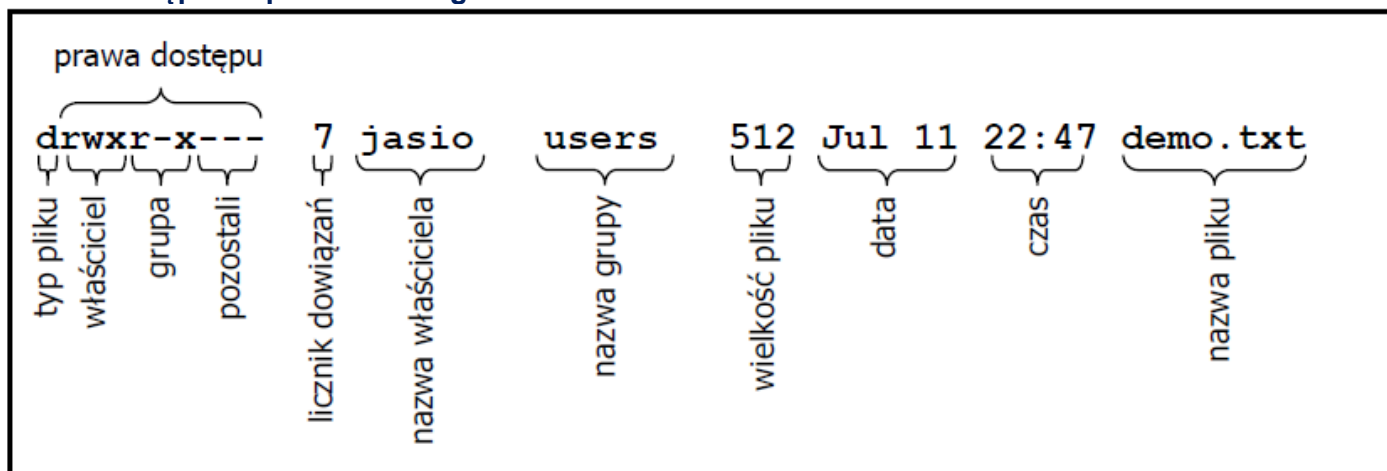 prawa dostępu
drwxr-x--- 7 jasio users 512 Jul 11 22:47 demo.txt
typ pliku
właściciel
grupa
pozostali
licznik dowiązań
nazwa właściciela
nazwa grupy
wielkość pliku
data
czas
nazwa pliku